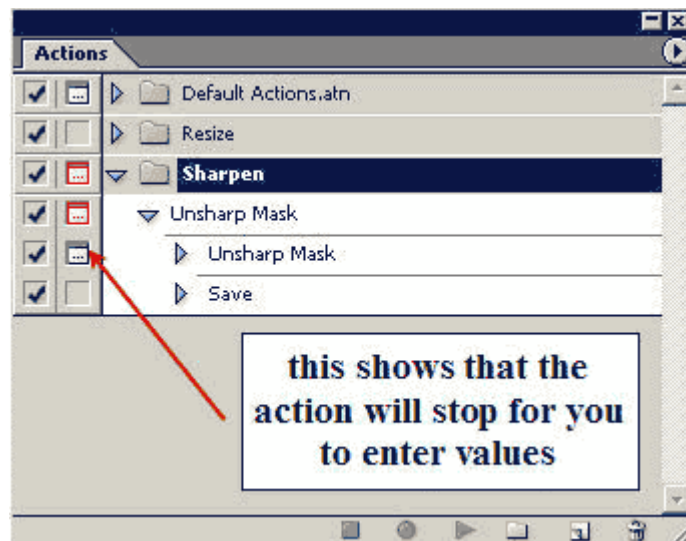 Actions
Default Actions.atn
Resize
Sharpen
Unsharp Mask
Unsharp Mask
Save
this shows that the
action will stop for you
to enter values